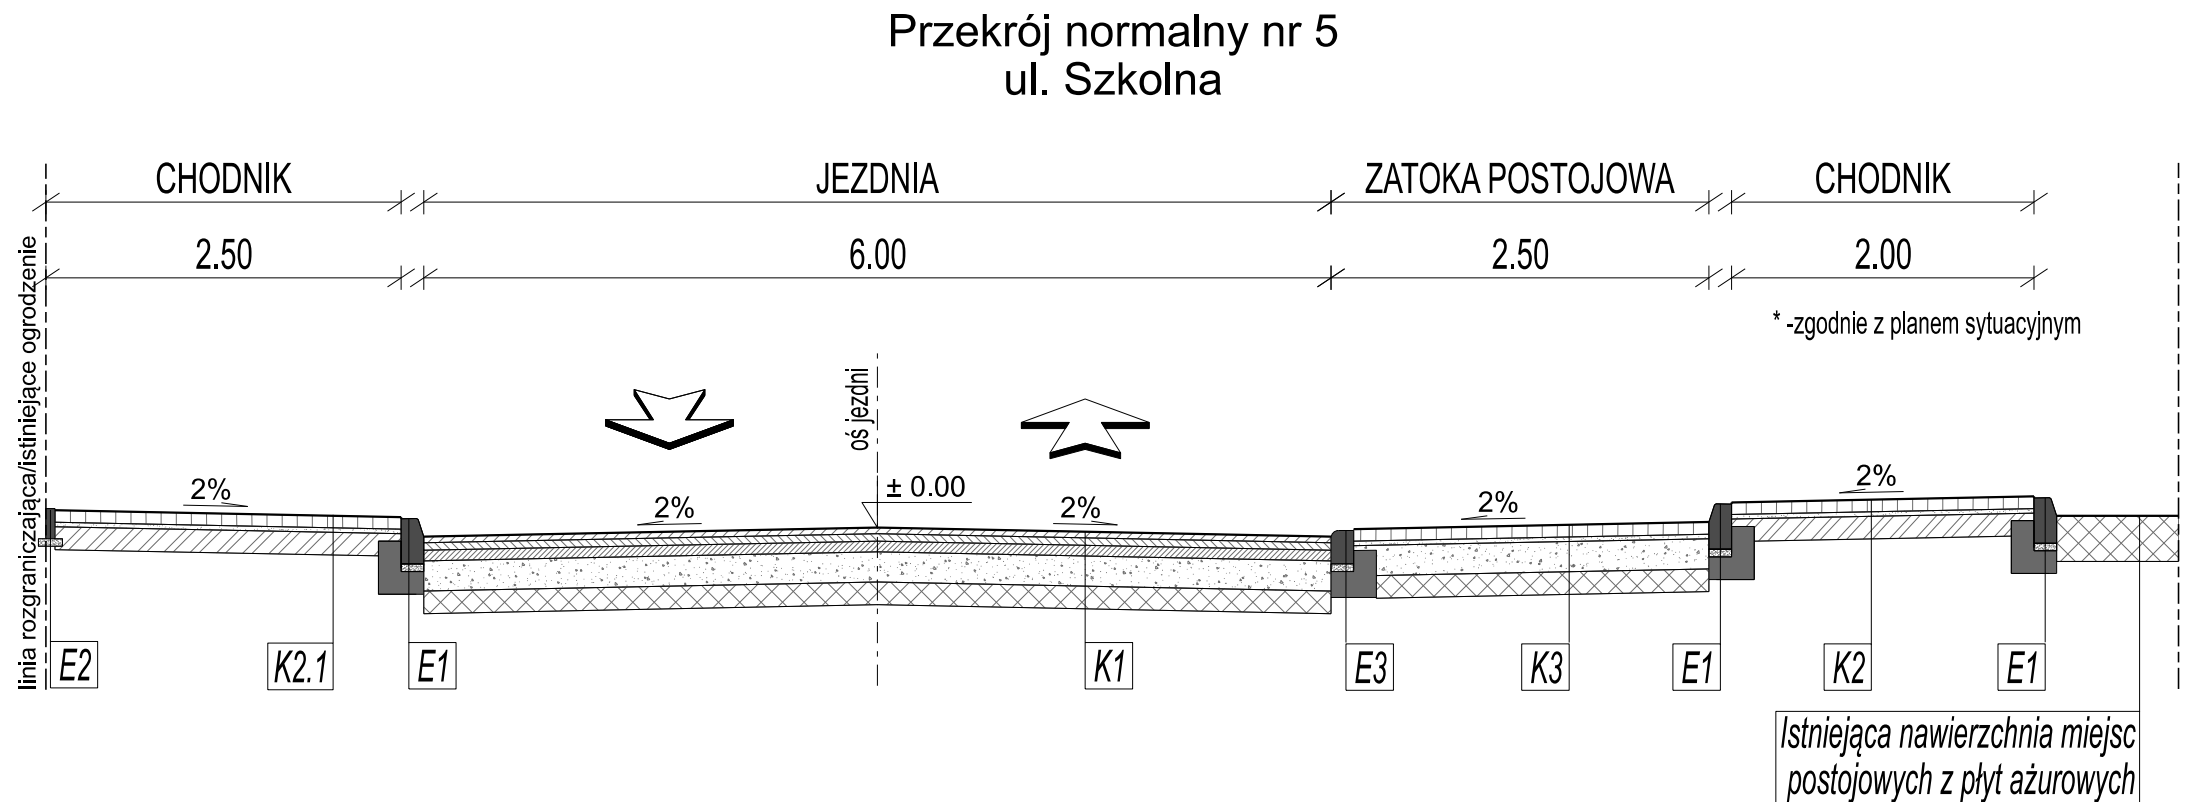 Przekrój normalny nr 5
ul. Szkolna
CHODNIK
JEZDNIA
ZATOKA POSTOJOWA
CHODNIK
2.50
6.00
2.50
2.00
* -zgodnie z planem sytuacyjnym
linia rozgraniczająca/istiniejące ogrodzenie
oś jezdni
2%
2%
± 0.00
2%
2%
2%
E2
K2.1
E1
K1
E3
K3
E1
K2
E1
Istniejąca nawierzchnia miejsc
postojowych z płyt ażurowych